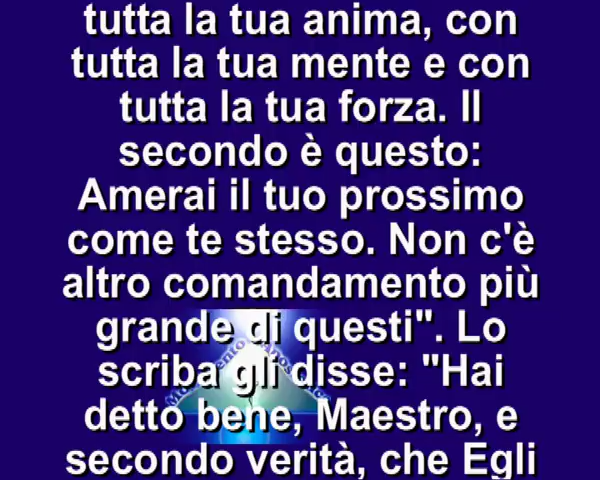 tutta la tua anima, con
tutta la tua mente e con
tutta la tua forza. Il
secondo è questo:
Amerai il tuo prossimo
come te stesso. Non c'è
altro comandamento più
grande di questi". Lo
scriba gli disse: "Hai
detto bene, Maestro, e
secondo verità, che Egli